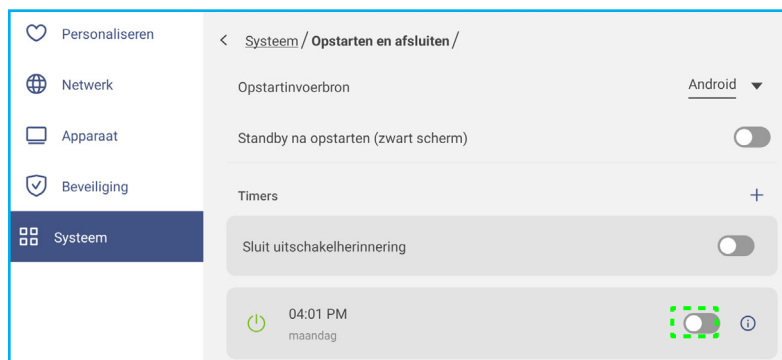 Personaliseren
Netwerk
Apparaat
Beveiliging
Systeem
Systeem / Opstarten en afsluiten /
Opstartinvoerbron Android
Standby na opstarten (zwart scherm)
Timers
Sluit uitschakelherinnering
04:01 PM
maandag